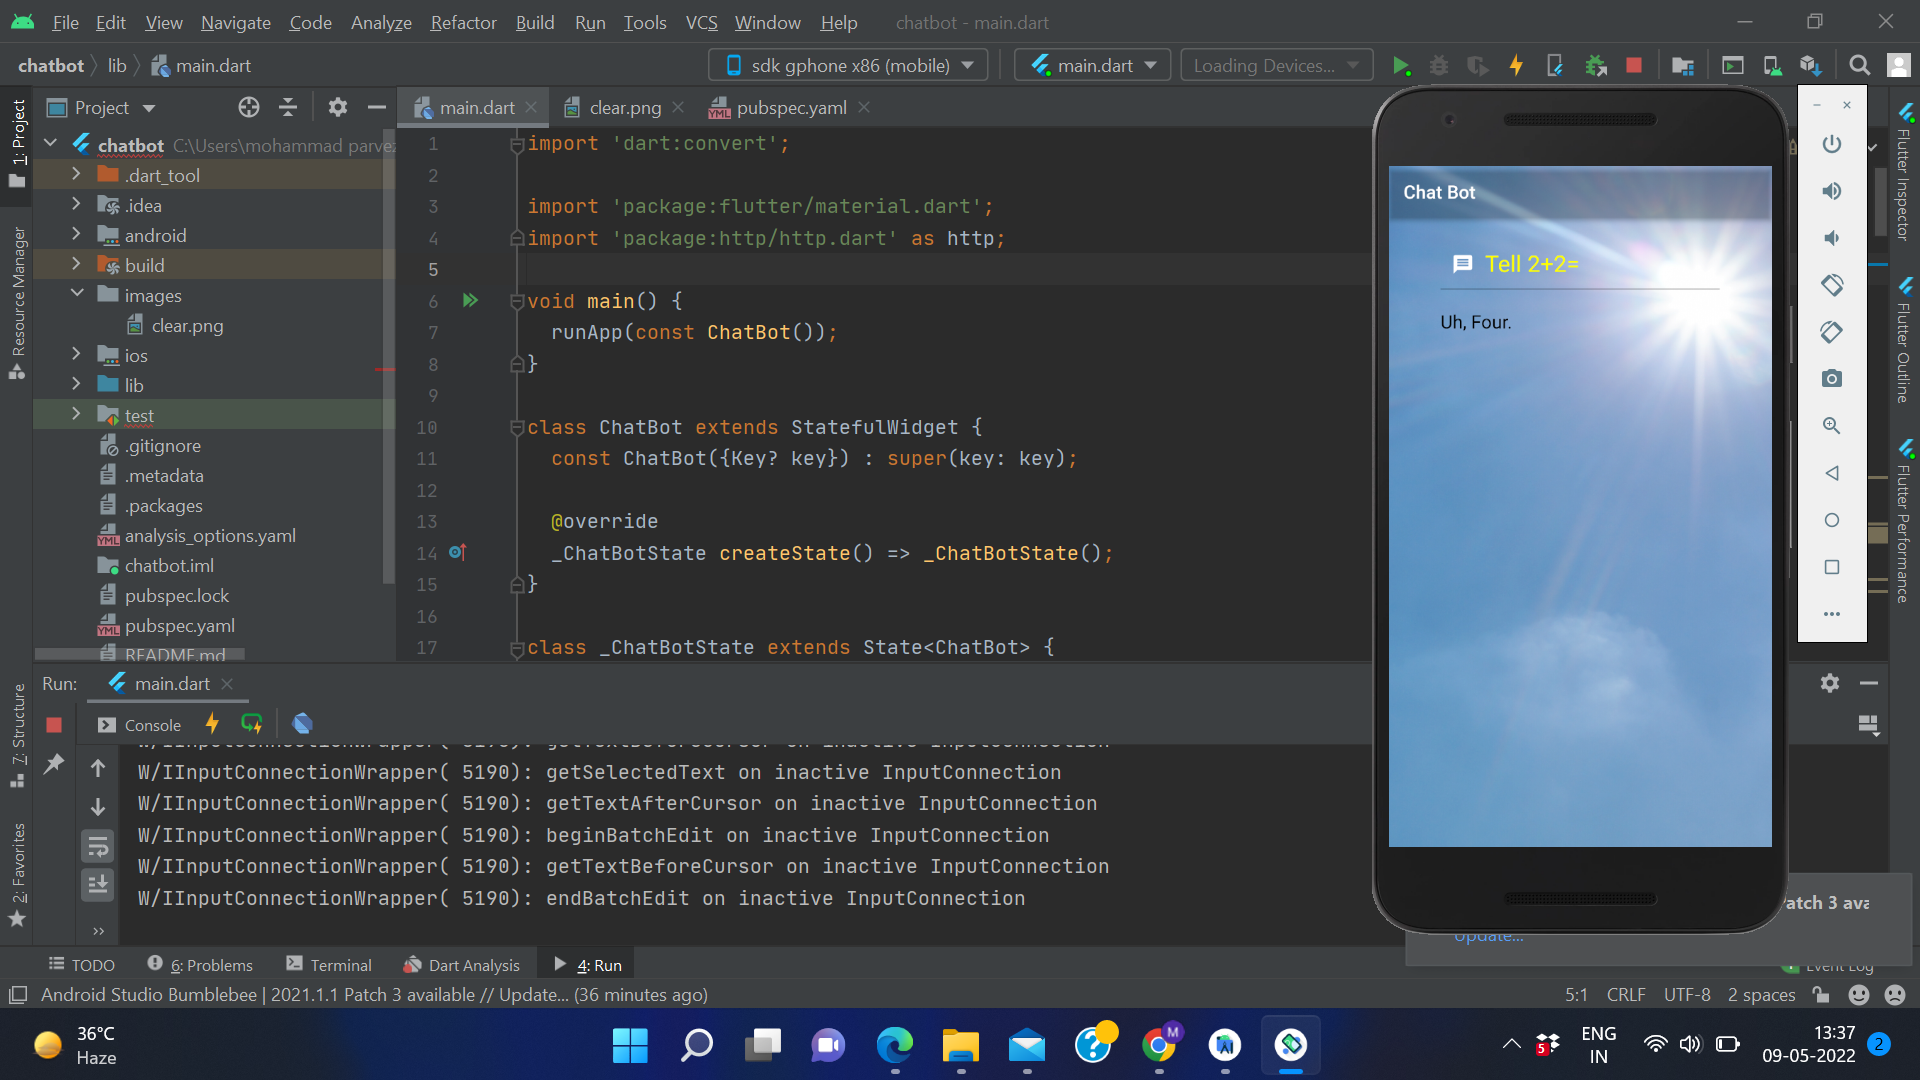 File Edit View Navigate Code Analyze Refactor Build Run Tools VCS Window Help chatbot - main.dart
chatbot lib main.dart sdk gphone x86 (mobile) main.dart Loading Devices...
1: Project
Resource Manager
7: Structure
2: Favorites
Project
chatbot C:\Users\mohammad parvez
.dart_tool
.idea
android
build
images
clear.png
ios
lib
test
.gitignore
.metadata
.packages
analysis_options.yaml
chatbot.iml
pubspec.lock
pubspec.yaml
README.md
main.dart clear.png pubspec.yaml
1 import 'dart:convert';
2
3 import 'package:flutter/material.dart';
4 import 'package:http/http.dart' as http;
5
6 void main() {
7 runApp(const ChatBot());
8 }
9
10 class ChatBot extends StatefulWidget {
11 const ChatBot({Key? key}) : super(key: key);
12
13 @override
14 _ChatBotState createState() => _ChatBotState();
15 }
16
17 class _ChatBotState extends State<ChatBot> {
Chat Bot
Tell 2+2=
Uh, Four.
Flutter Inspector
Flutter Outline
Flutter Performance
Run: main.dart
Console
W/IInputConnectionWrapper( 5190): getTextBeforeCursor on inactive InputConnection
W/IInputConnectionWrapper( 5190): getSelectedText on inactive InputConnection
W/IInputConnectionWrapper( 5190): getTextAfterCursor on inactive InputConnection
W/IInputConnectionWrapper( 5190): beginBatchEdit on inactive InputConnection
W/IInputConnectionWrapper( 5190): getTextBeforeCursor on inactive InputConnection
W/IInputConnectionWrapper( 5190): endBatchEdit on inactive InputConnection
atch 3 ava
Update...
TODO 6: Problems Terminal Dart Analysis 4: Run Event Log
Android Studio Bumblebee | 2021.1.1 Patch 3 available // Update... (36 minutes ago) 5:1 CRLF UTF-8 2 spaces
36°C
Haze
M
5
ENG
IN
13:37
09-05-2022
2